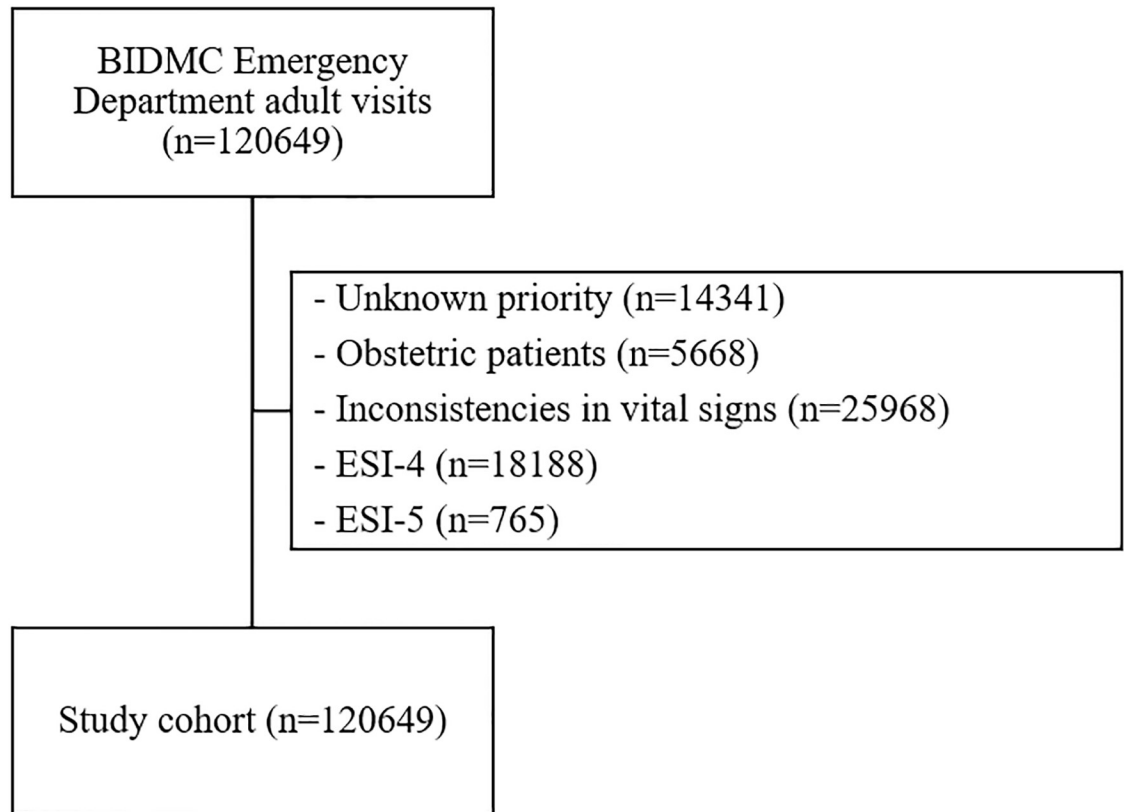 BIDMC Emergency
Department adult visits
(n=120649)
- Unknown priority (n=14341)
- Obstetric patients (n=5668)
- Inconsistencies in vital signs (n=25968)
- ESI-4 (n=18188)
- ESI-5 (n=765)
Study cohort (n=120649)